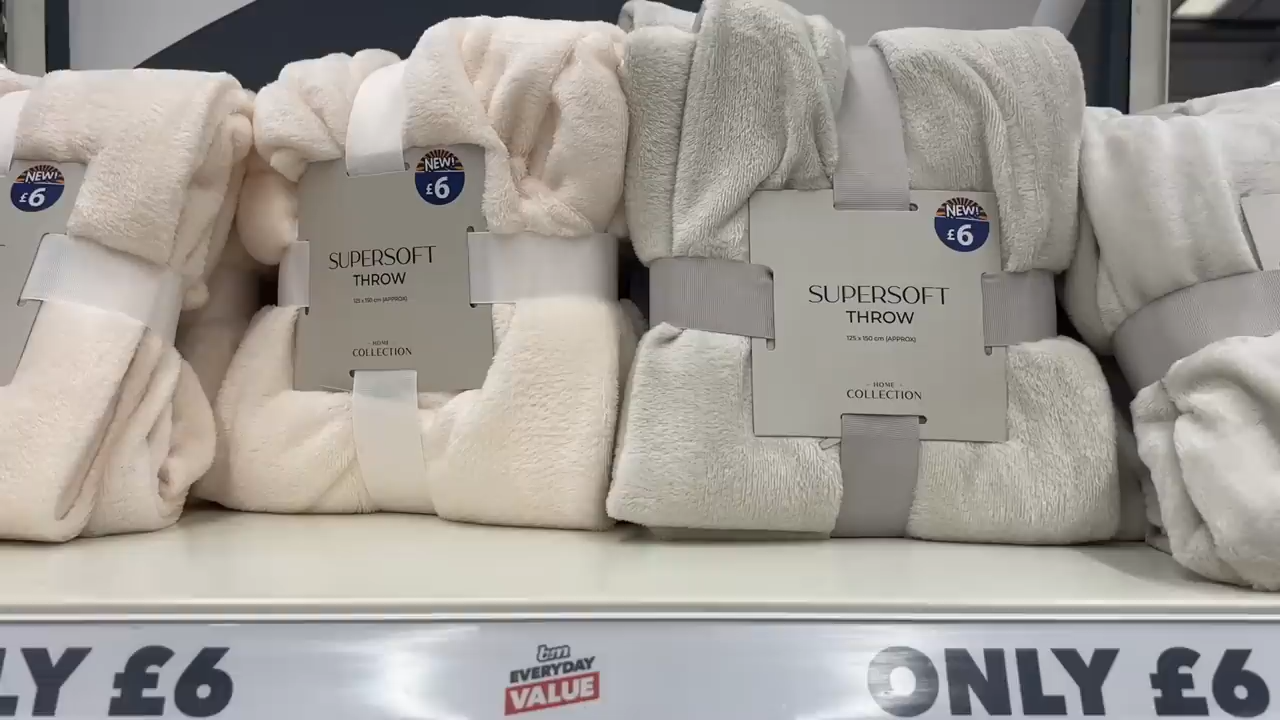 NEW!
£6
NEW!
£6
SUPERSOFT
THROW
125 x 150 cm (APPROX)
- HOME -
COLLECTION
NEW!
£6
SUPERSOFT
THROW
125 x 150 cm (APPROX)
- HOME -
COLLECTION
LY £6
bm
EVERYDAY
VALUE
ONLY £6